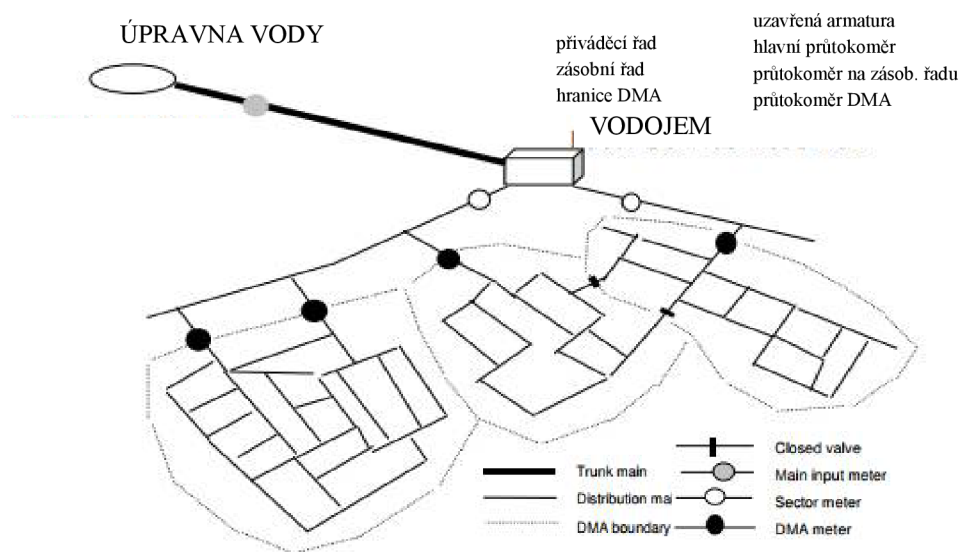 ÚPRAVNA VODY
přiváděcí řad
zásobní řad
hranice DMA
uzavřená armatura
hlavní průtokoměr
průtokoměr na zásob. řadu
průtokoměr DMA
VODOJEM
Trunk main
Distribution mai
DMA boundary
Closed valve
Main input meter
Sector meter
DMA meter